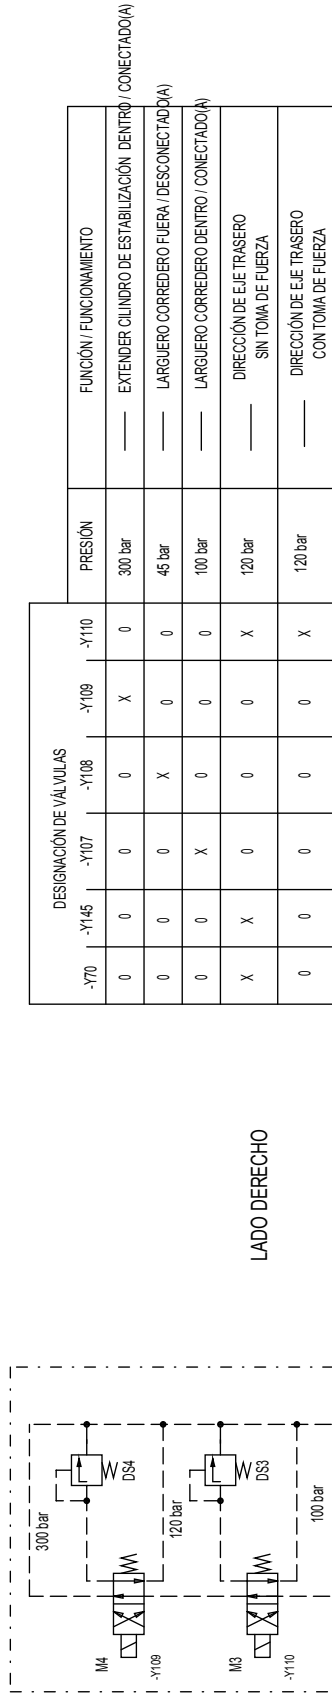 DESIGNACIÓN DE VÁLVULAS
-Y70 -Y145 -Y107 -Y108 -Y109 -Y110 PRESIÓN FUNCIÓN / FUNCIONAMIENTO
0 0 0 0 X 0 300 bar EXTENDER CILINDRO DE ESTABILIZACIÓN DENTRO / CONECTADO(A)
0 0 0 X 0 0 45 bar LARGUERO CORREDERO FUERA / DESCONECTADO(A)
0 0 X 0 0 0 100 bar LARGUERO CORREDERO DENTRO / CONECTADO(A)
X X 0 0 0 X 120 bar DIRECCIÓN DE EJE TRASERO
SIN TOMA DE FUERZA
0 0 0 0 0 X 120 bar DIRECCIÓN DE EJE TRASERO
CON TOMA DE FUERZA
LADO DERECHO
300 bar
DS4
M4
-Y109
120 bar
DS3
M3
-Y110
100 bar